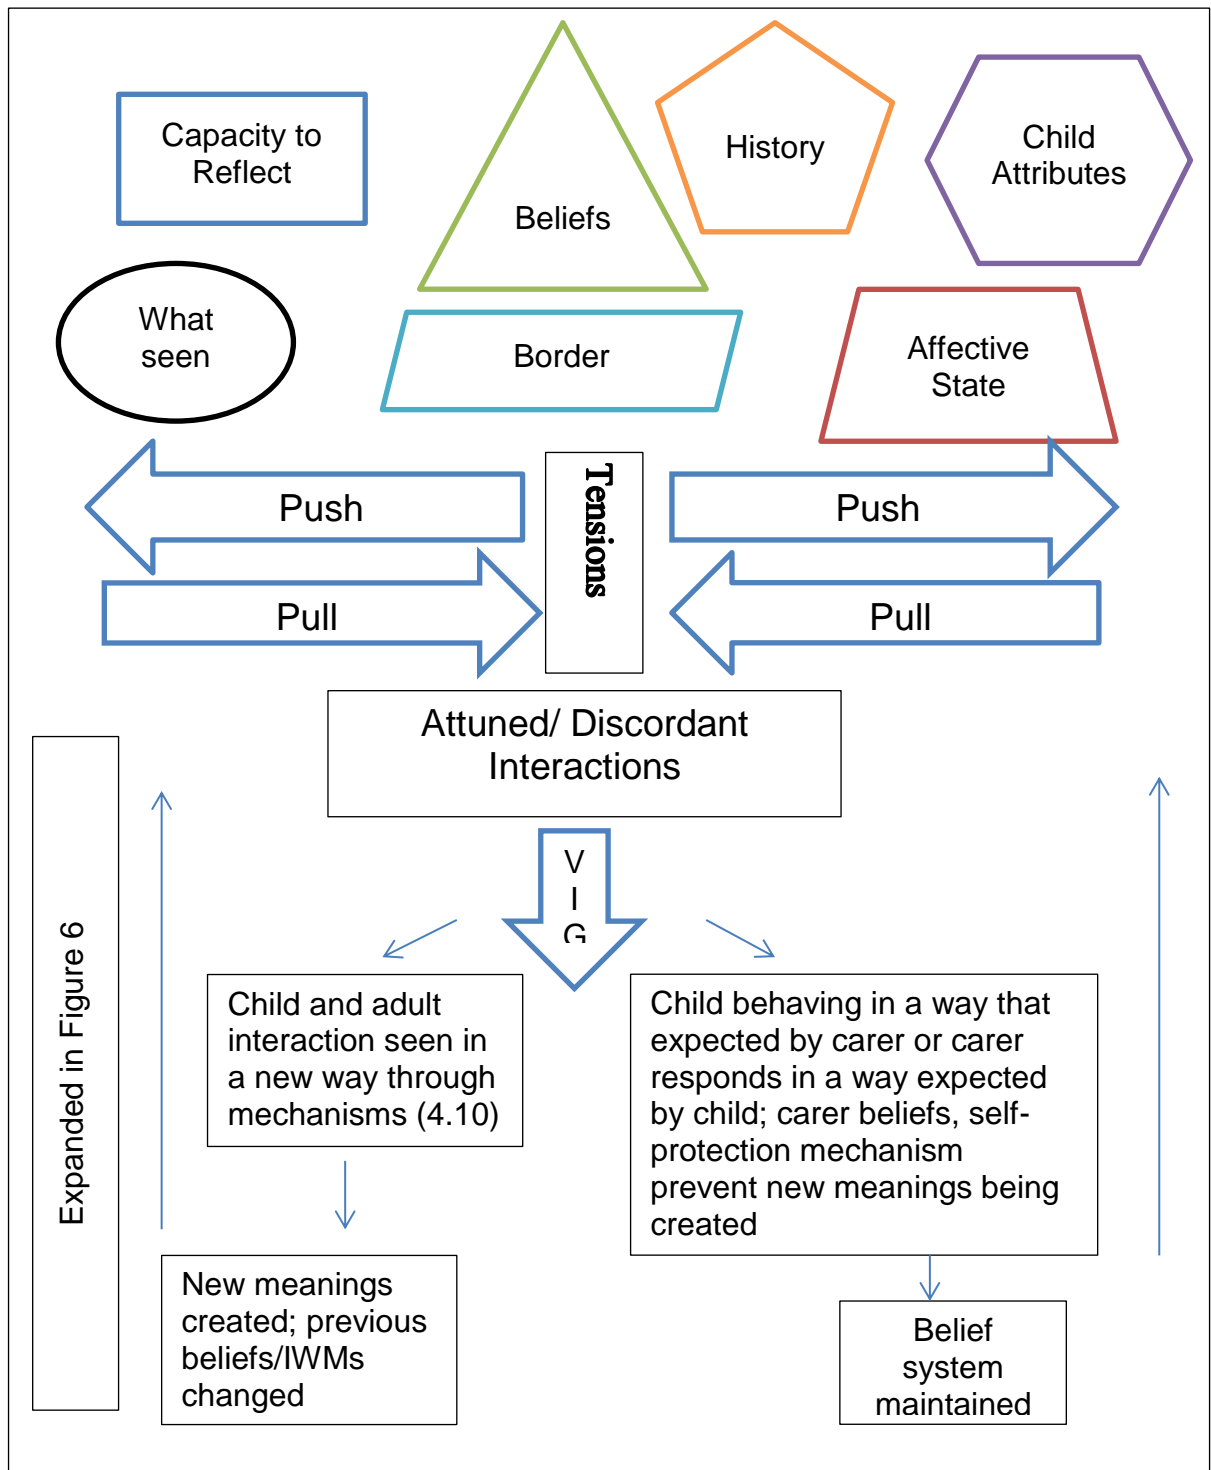 Capacity to
Reflect
Beliefs
History
Child
Attributes
What
seen
Border
Affective
State
Push
Tensions
Push
Pull
Pull
Attuned/ Discordant
Interactions
V
I
G
Expanded in Figure 6
Child and adult
interaction seen in
a new way through
mechanisms (4.10)
Child behaving in a way that
expected by carer or carer
responds in a way expected
by child; carer beliefs, self-
protection mechanism
prevent new meanings being
created
New meanings
created; previous
beliefs/IWMs
changed
Belief
system
maintained